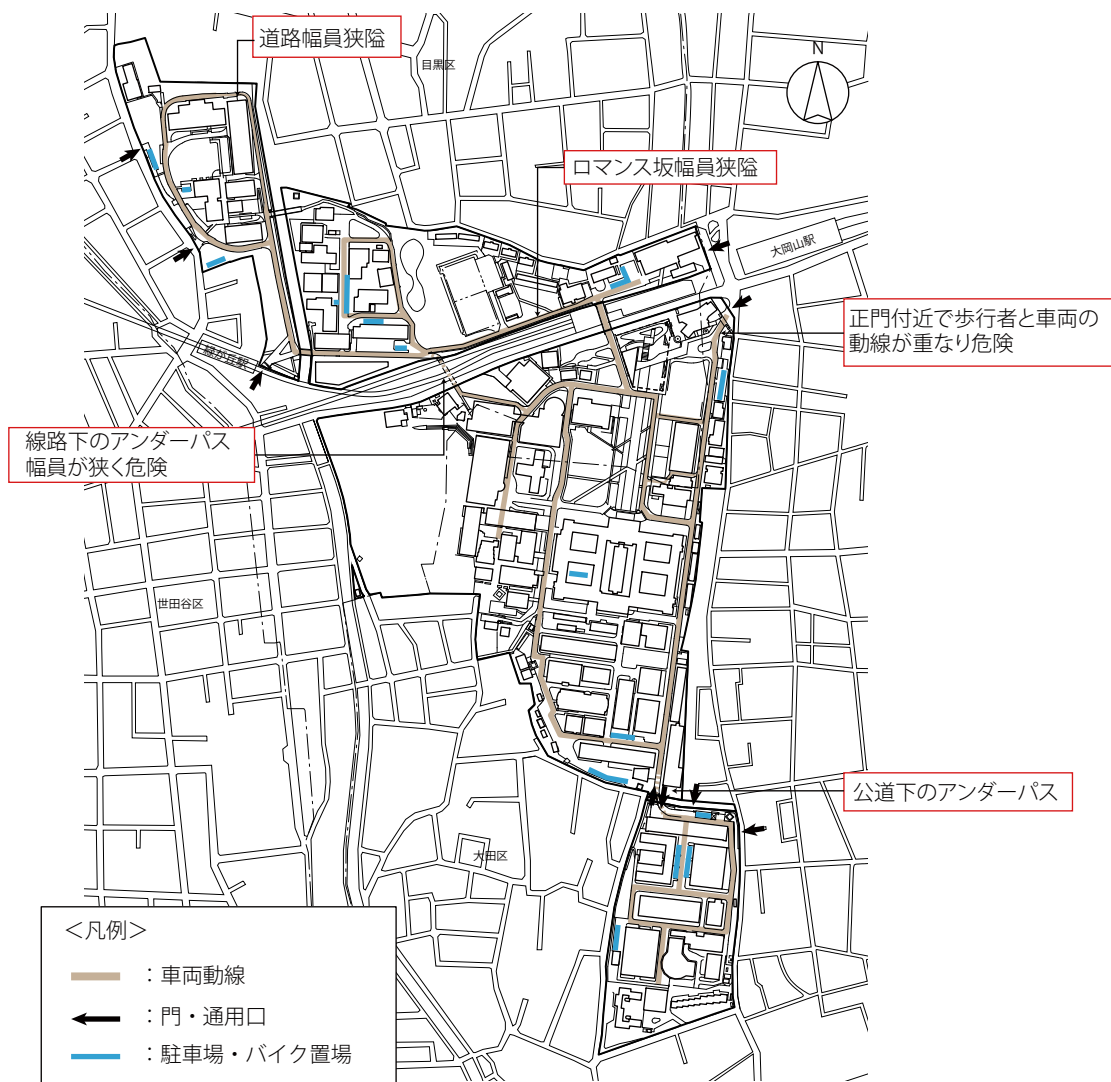 道路幅員狭隘
目黒区
N
ロマンス坂幅員狭隘
大岡山駅
正門付近で歩行者と車両の
動線が重なり危険
緑が丘駅
線路下のアンダーパス
幅員が狭く危険
世田谷区
公道下のアンダーパス
大田区
<凡例>
：車両動線
：門・通用口
：駐車場・バイク置場